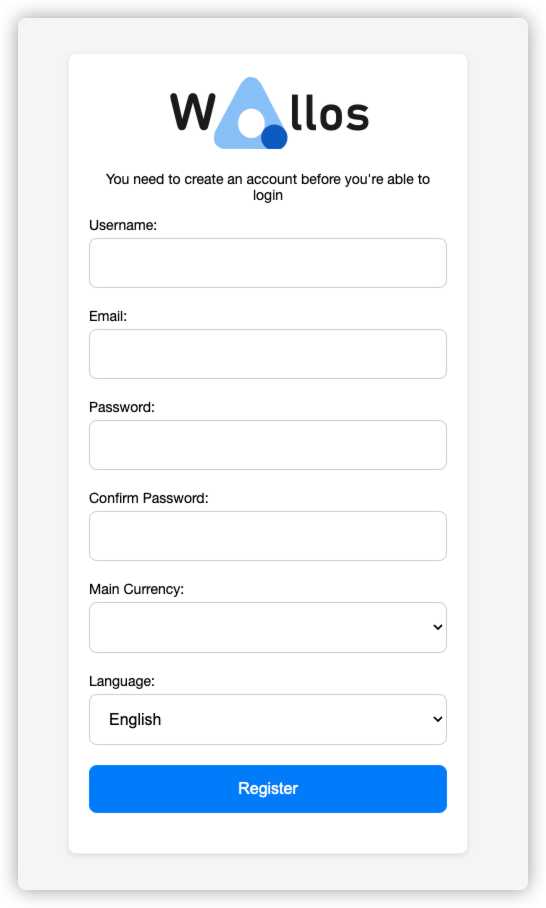 Wallos
You need to create an account before you're able to
login
Username:
Email:
Password:
Confirm Password:
Main Currency:
Language:
English
Register